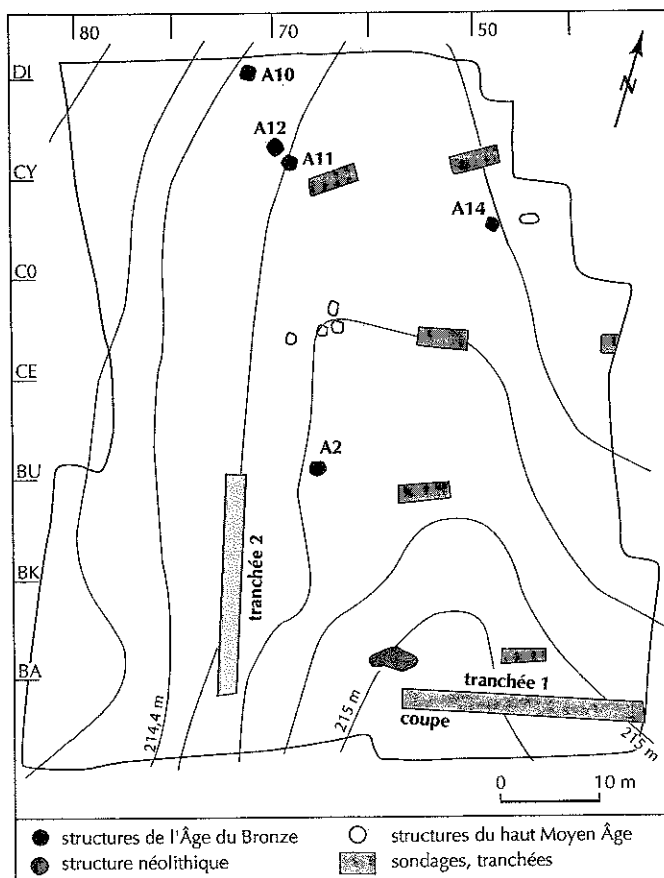 80 70 50
DI
A10
A12
A11
N
CY
A14
C0
CE
A2
BU
tranchée 2
BK
BA
tranchée 1
coupe
214,4 m
215 m
215 m
0 10 m
structures de l'Âge du Bronze structures du haut Moyen Âge
structure néolithique sondages, tranchées